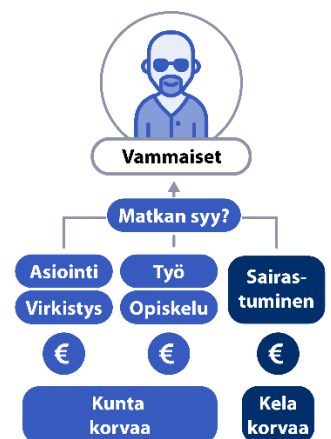 Vammaiset
Matkan syy?
Asiointi
Virkistys
Työ
Opiskelu
Sairas-
tuminen
€
€
€
Kunta
korvaa
Kela
korvaa